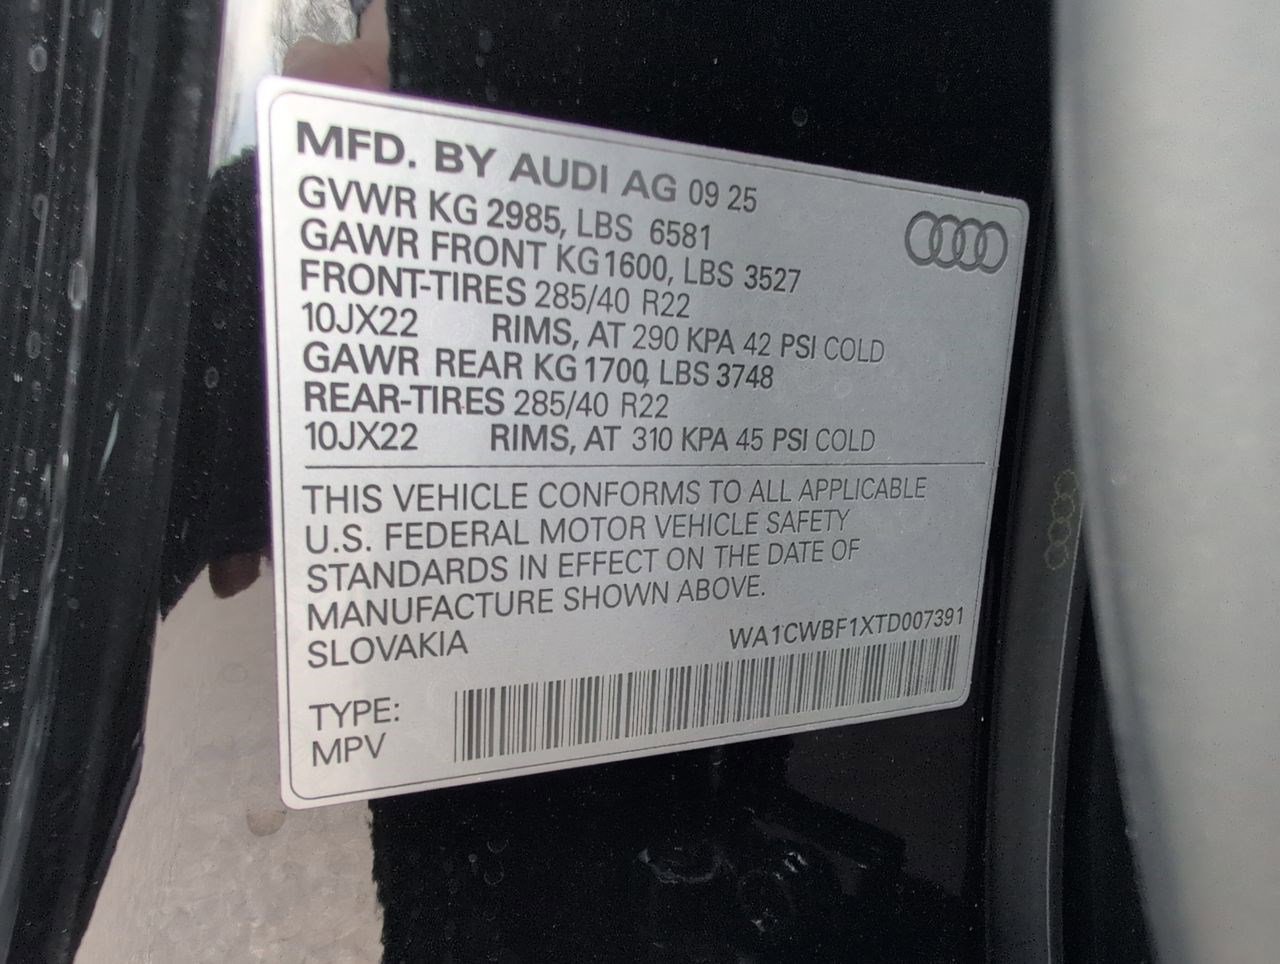 MFD. BY AUDI AG 09 25
GVWR KG 2985, LBS 6581
GAWR FRONT KG 1600, LBS 3527
FRONT-TIRES 285/40 R22
10JX22 RIMS, AT 290 KPA 42 PSI COLD
GAWR REAR KG 1700, LBS 3748
REAR-TIRES 285/40 R22
10JX22 RIMS, AT 310 KPA 45 PSI COLD
THIS VEHICLE CONFORMS TO ALL APPLICABLE
U.S. FEDERAL MOTOR VEHICLE SAFETY
STANDARDS IN EFFECT ON THE DATE OF
MANUFACTURE SHOWN ABOVE.
SLOVAKIA WA1CWBF1XTD007391
TYPE:
MPV